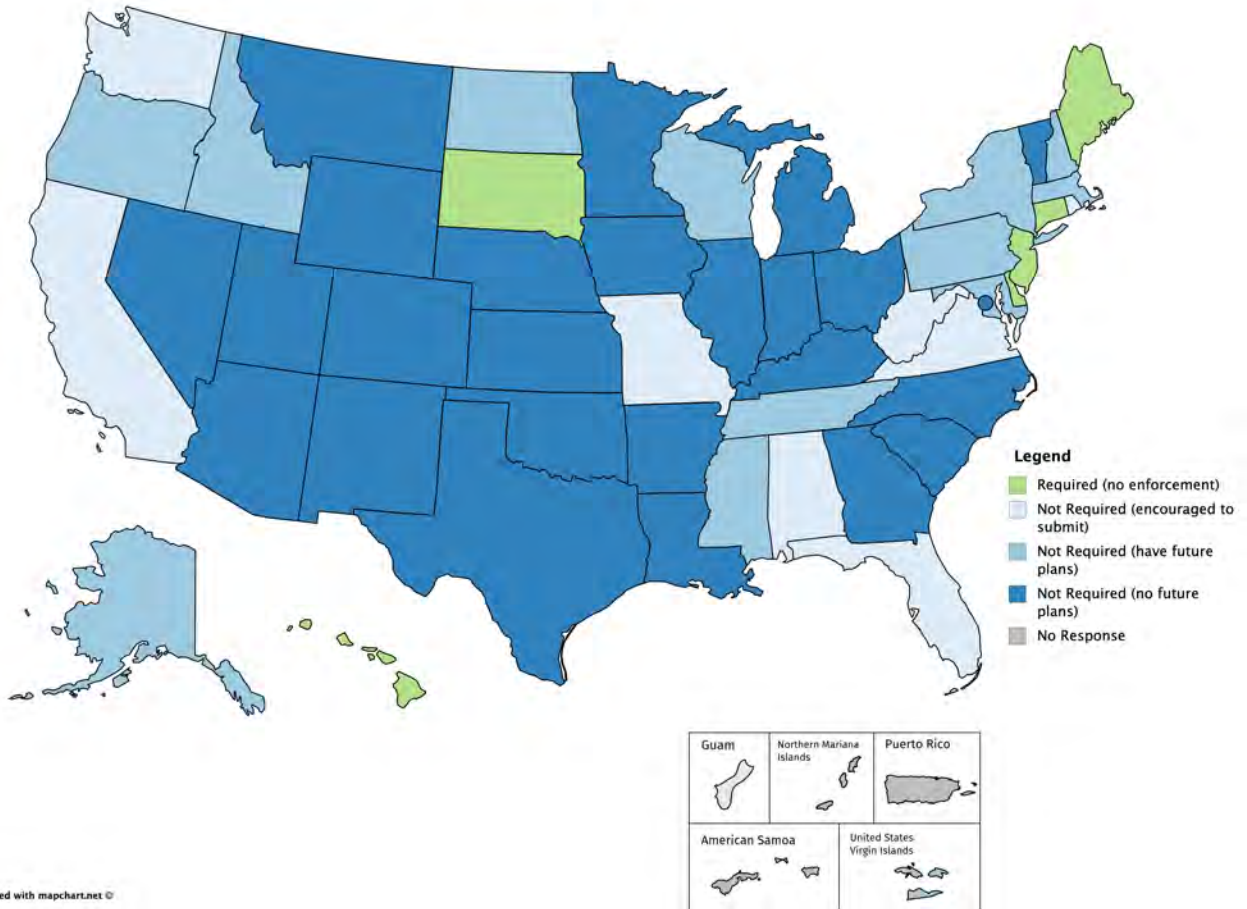 Legend
Required (no enforcement)
Not Required (encouraged to
submit)
Not Required (have future
plans)
Not Required (no future
plans)
No Response
Guam
Northern Mariana
Islands
Puerto Rico
American Samoa
United States
Virgin Islands
ed with mapchart.net ©